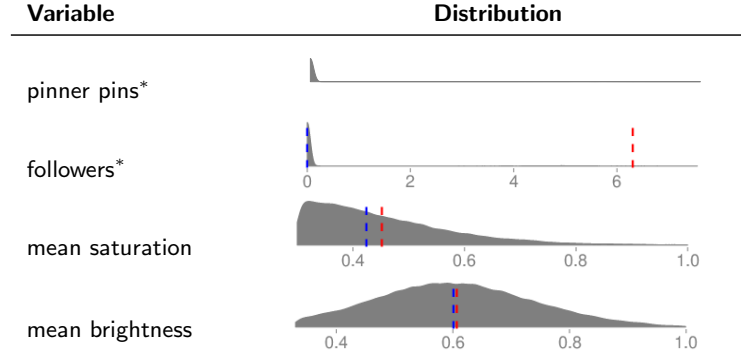 Variable Distribution
pinner pins*
followers*
0 2 4 6
mean saturation
0.4 0.6 0.8 1.0
mean brightness
0.4 0.6 0.8 1.0